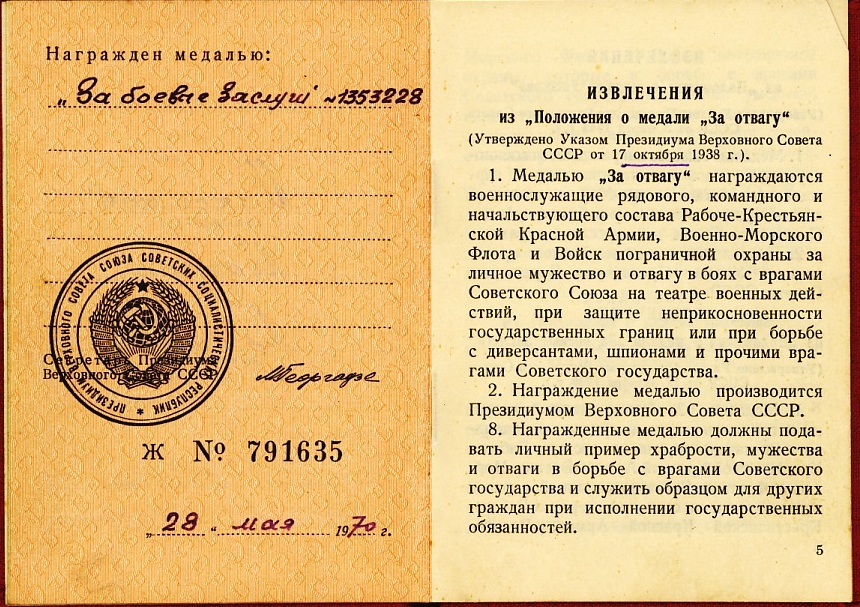 Награжден медалью:
„За боевые заслуги" №1353228
ПРЕЗИДИУМ ВЕРХОВНОГО СОВЕТА СОЮЗА СОВЕТСКИХ СОЦИАЛИСТИЧЕСКИХ РЕСПУБЛИК
Секретарь Президиума
Верховного Совета СССР
МГеоргадзе
Ж № 791635
„28" мая 1970 г.
ИЗВЛЕЧЕНИЯ
из „Положения о медали „За отвагу“
(Утверждено Указом Президиума Верховного Совета
СССР от 17 октября 1938 г.).
1. Медалью „За отвагу“ награждаются
военнослужащие рядового, командного и
начальствующего состава Рабоче-Крестьян-
ской Красной Армии, Военно-Морского
Флота и Войск пограничной охраны за
личное мужество и отвагу в боях с врагами
Советского Союза на театре военных дей-
ствий, при защите неприкосновенности
государственных границ или при борьбе
с диверсантами, шпионами и прочими вра-
гами Советского государства.
2. Награждение медалью производится
Президиумом Верховного Совета СССР.
8. Награжденные медалью должны пода-
вать личный пример храбрости, мужества
и отваги в борьбе с врагами Советского
государства и служить образцом для других
граждан при исполнении государственных
обязанностей.
5